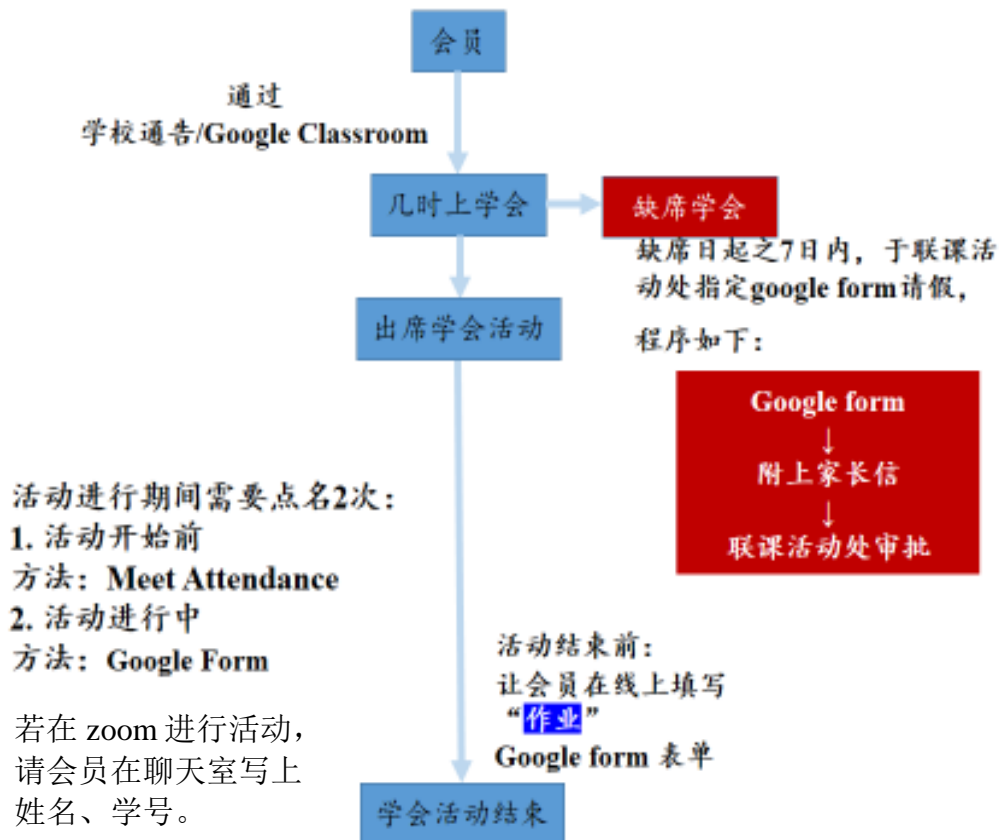 会员
通过
学校通告/Google Classroom
几时上学会
缺席学会
缺席日起之7日内，于联课活
动处指定google form请假，
程序如下：
出席学会活动
Google form
↓
附上家长信
↓
联课活动处审批
活动进行期间需要点名2次：
1. 活动开始前
方法：Meet Attendance
2. 活动进行中
方法：Google Form
若在 zoom 进行活动，
请会员在聊天室写上
姓名、学号。
活动结束前：
让会员在线上填写
“作业”
Google form 表单
学会活动结束